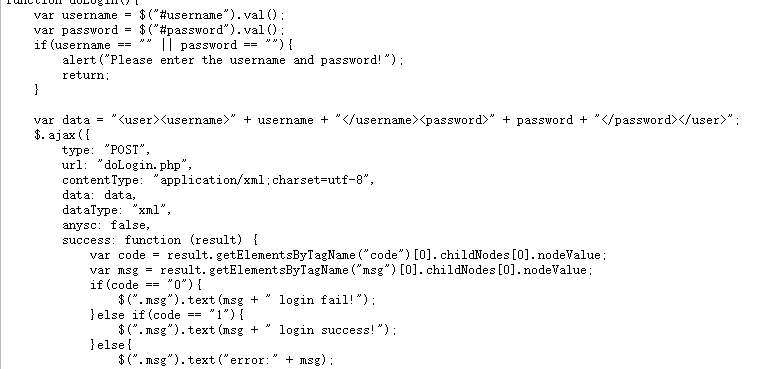 function doLogin(){
var username = $("#username").val();
var password = $("#password").val();
if(username == "" || password == ""){
alert("Please enter the username and password!");
return;
}
var data = "<user><username>" + username + "</username><password>" + password + "</password></user>";
$.ajax({
type: "POST",
url: "doLogin.php",
contentType: "application/xml;charset=utf-8",
data: data,
dataType: "xml",
anysc: false,
success: function (result) {
var code = result.getElementsByTagName("code")[0].childNodes[0].nodeValue;
var msg = result.getElementsByTagName("msg")[0].childNodes[0].nodeValue;
if(code == "0"){
$(".msg").text(msg + " login fail!");
}else if(code == "1"){
$(".msg").text(msg + " login success!");
}else{
$(".msg").text("error:" + msg);